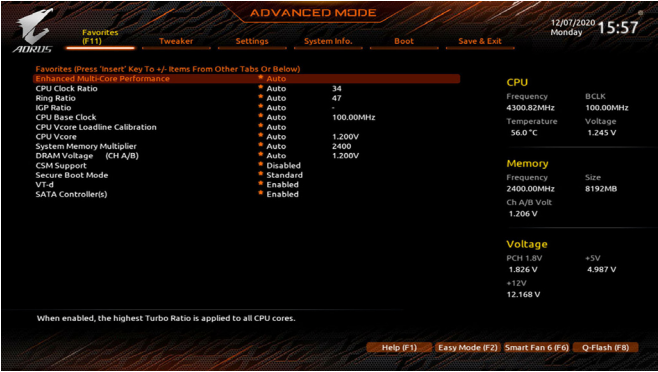 ADVANCED MODE
12/07/2020 15:57
Monday
AORUS
Favorites
(F11)
Tweaker
Settings
System Info.
Boot
Save & Exit
Favorites (Press 'Insert' Key To +/- Items From Other Tabs Or Below)
Enhanced Multi-Core Performance * Auto
CPU Clock Ratio * Auto 34
Ring Ratio * Auto 47
IGP Ratio * Auto -
CPU Base Clock * Auto 100.00MHz
CPU Vcore Loadline Calibration * Auto
CPU Vcore * Auto 1.200V
System Memory Multiplier * Auto 2400
DRAM Voltage (CH A/B) * Auto 1.200V
CSM Support * Disabled
Secure Boot Mode * Standard
VT-d * Enabled
SATA Controller(s) * Enabled
CPU
Frequency BCLK
4300.82MHz 100.00MHz
Temperature Voltage
56.0 °C 1.245 V
Memory
Frequency Size
2400.00MHz 8192MB
Ch A/B Volt
1.206 V
Voltage
PCH 1.8V +5V
1.826 V 4.987 V
+12V
12.168 V
When enabled, the highest Turbo Ratio is applied to all CPU cores.
Help (F1) Easy Mode (F2) Smart Fan 6 (F6) Q-Flash (F8)